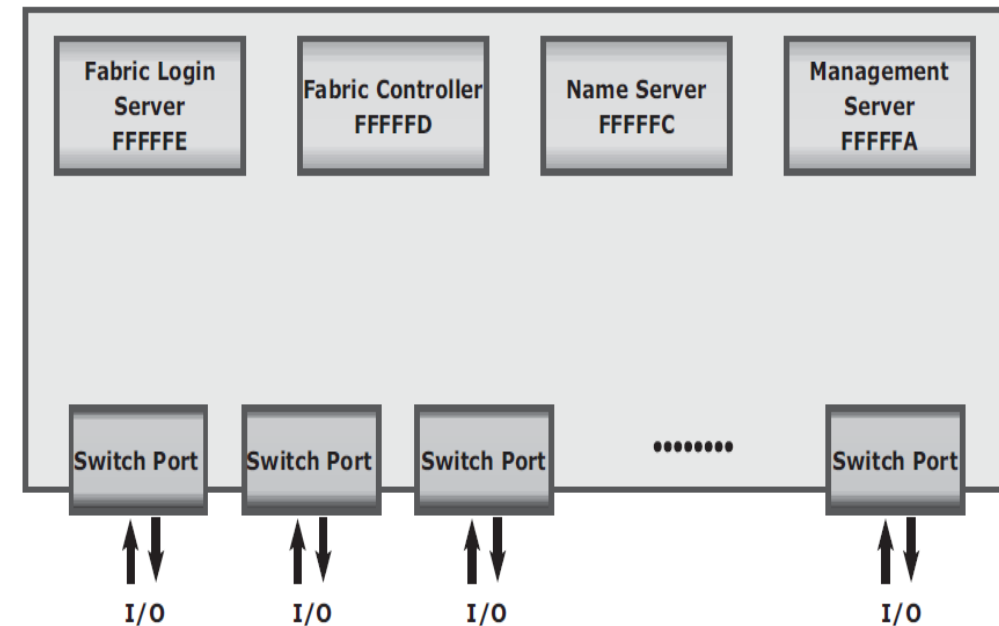 Fabric Login
Server
FFFFFE
Fabric Controller
FFFFFD
Name Server
FFFFFC
Management
Server
FFFFFA
Switch Port
Switch Port
Switch Port
Switch Port
I/O
I/O
I/O
I/O